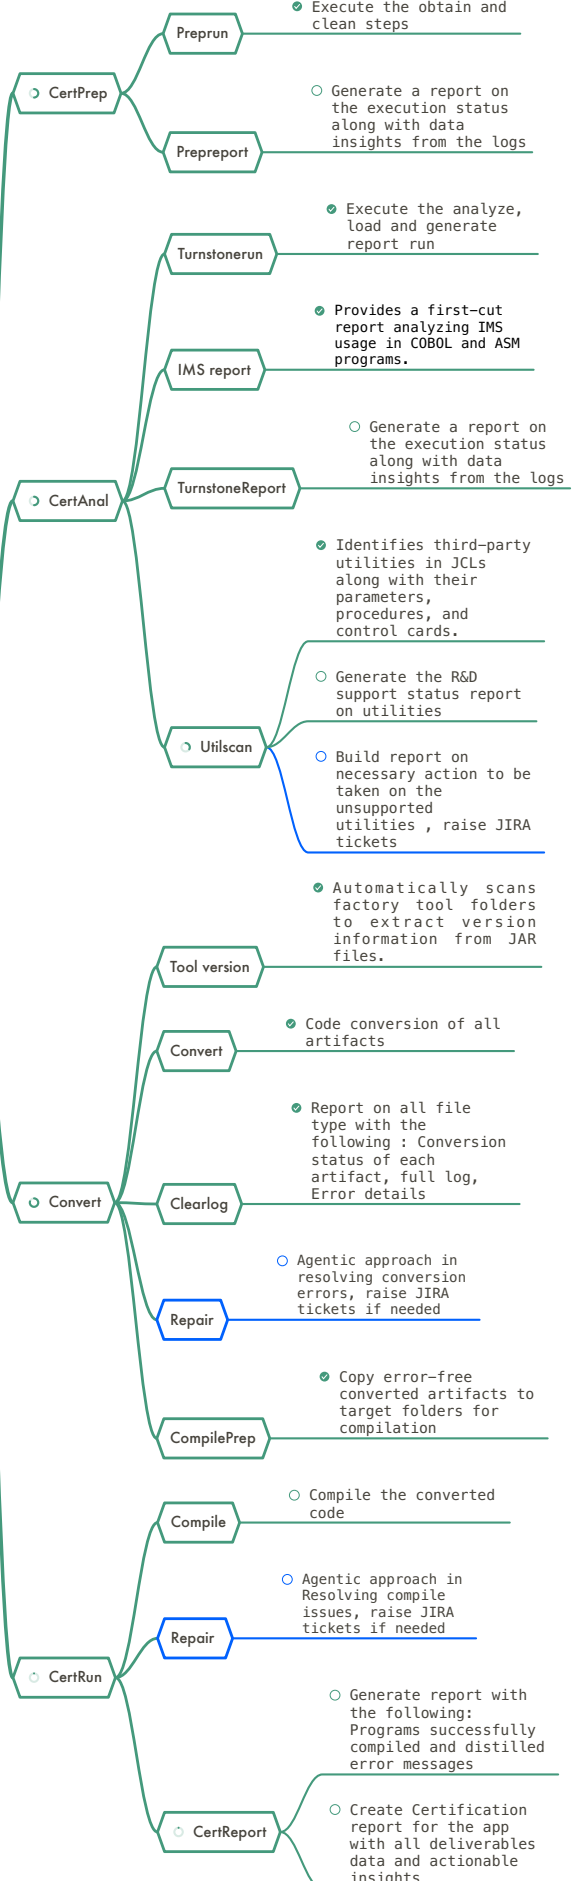 Execute the obtain and
clean steps
Preprun
CertPrep
Generate a report on
the execution status
along with data
insights from the logs
Prepreport
Execute the analyze,
load and generate
report run
Turnstonerun
Provides a first-cut
report analyzing IMS
usage in COBOL and ASM
programs.
IMS report
Generate a report on
the execution status
along with data
insights from the logs
TurnstoneReport
CertAnal
Identifies third-party
utilities in JCLs
along with their
parameters,
procedures, and
control cards.
Generate the R&D
support status report
on utilities
Utilscan
Build report on
necessary action to be
taken on the
unsupported
utilities , raise JIRA
tickets
Automatically scans
factory tool folders
to extract version
information from JAR
files.
Tool version
Code conversion of all
artifacts
Convert
Report on all file
type with the
following : Conversion
status of each
artifact, full log,
Error details
Clearlog
Convert
Agentic approach in
resolving conversion
errors, raise JIRA
tickets if needed
Repair
Copy error-free
converted artifacts to
target folders for
compilation
CompilePrep
Compile the converted
code
Compile
Agentic approach in
Resolving compile
issues, raise JIRA
tickets if needed
Repair
CertRun
Generate report with
the following:
Programs successfully
compiled and distilled
error messages
CertReport
Create Certification
report for the app
with all deliverables
data and actionable
insights